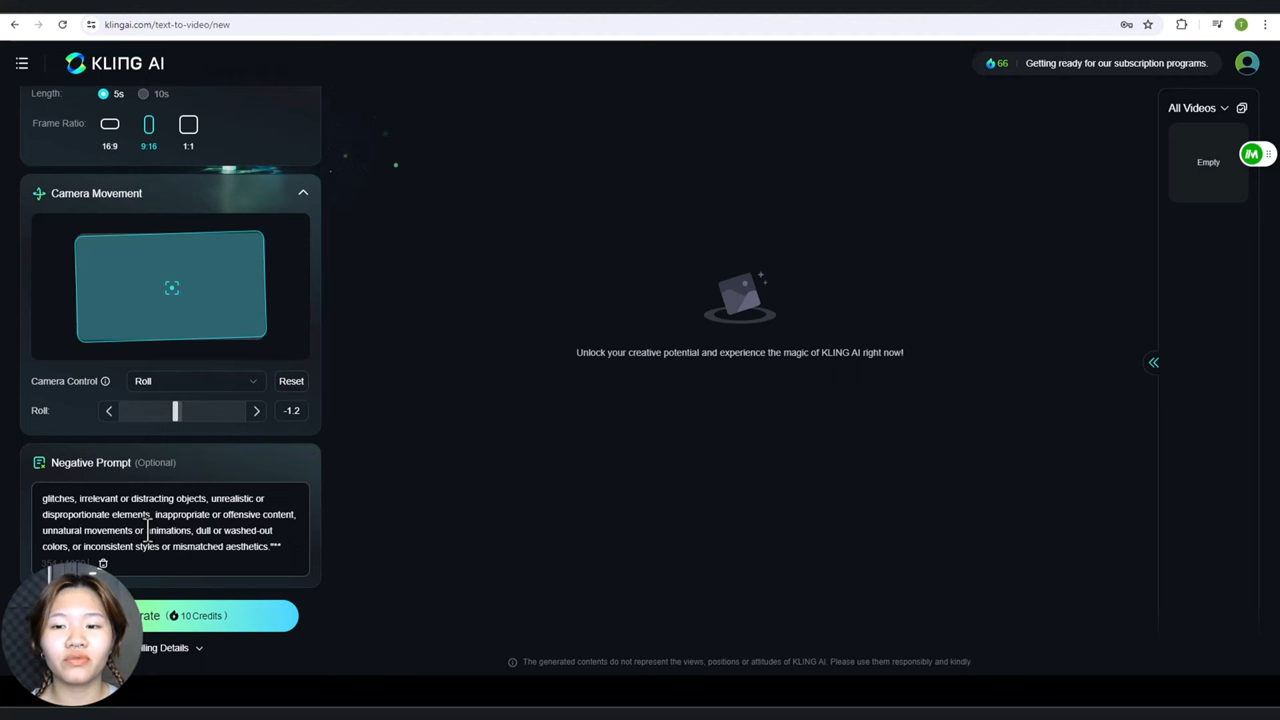 klingai.com/text-to-video/new
T
KLING AI
66
Getting ready for our subscription programs.
Length:
5s
10s
Frame Ratio:
16:9
9:16
1:1
All Videos
Empty
Camera Movement
Unlock your creative potential and experience the magic of KLING AI right now!
Camera Control
Roll
Reset
Roll:
-1.2
Negative Prompt (Optional)
glitches, irrelevant or distracting objects, unrealistic or
disproportionate elements, inappropriate or offensive content,
unnatural movements or animations, dull or washed-out
colors, or inconsistent styles or mismatched aesthetics."**
10 Credits
Details
The generated contents do not represent the views, positions or attitudes of KLING AI. Please use them responsibly and kindly.